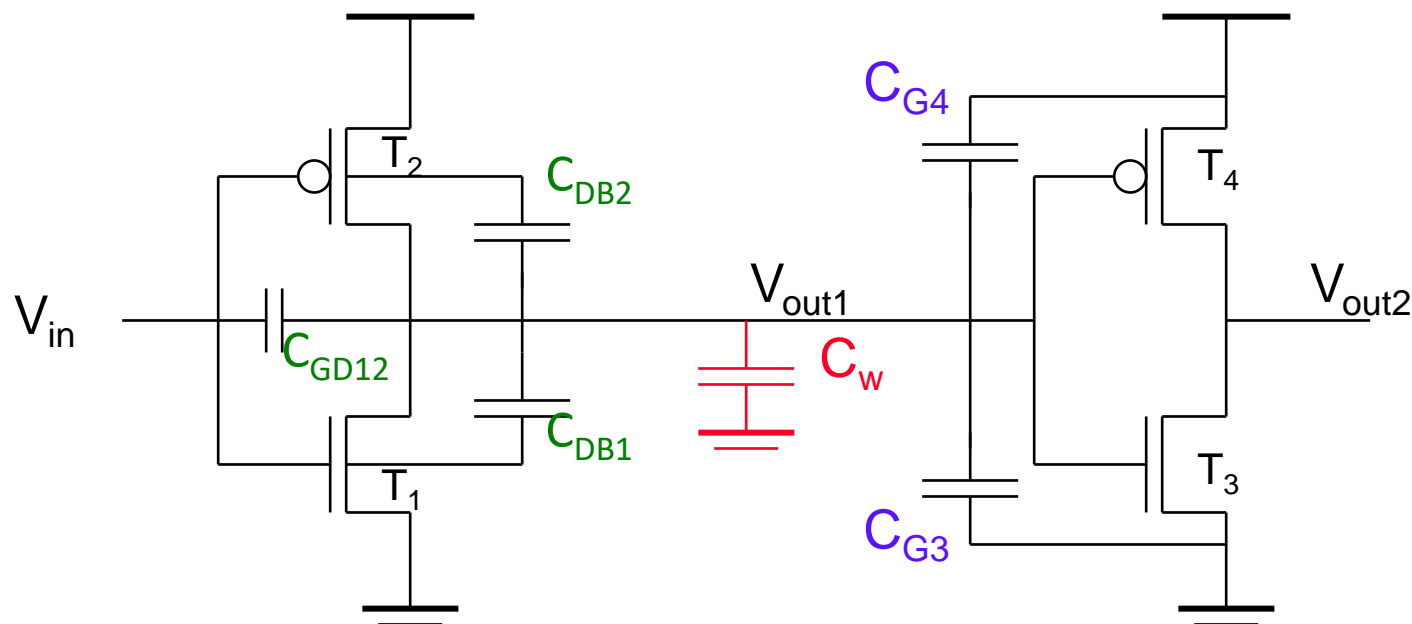 C_G4
T_2
C_DB2
T_4
V_in
V_out1
V_out2
C_GD12
C_w
C_DB1
T_1
T_3
C_G3